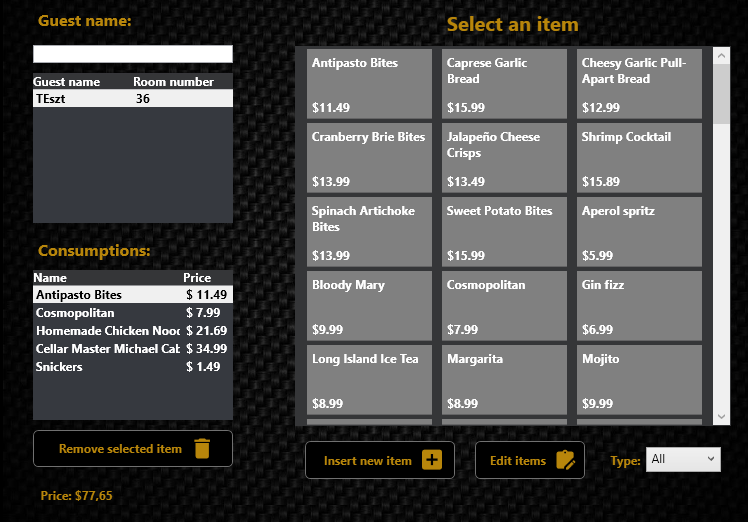 Guest name:
Guest name Room number
TEszt 36
Consumptions:
Name Price
Antipasto Bites $ 11.49
Cosmopolitan $ 7.99
Homemade Chicken Nooc $ 21.69
Cellar Master Michael Cab $ 34.99
Snickers $ 1.49
Remove selected item
Price: $77,65
Select an item
Antipasto Bites
$11.49
Caprese Garlic
Bread
$15.99
Cheesy Garlic Pull-
Apart Bread
$12.99
Cranberry Brie Bites
$13.99
Jalapeño Cheese
Crisps
$13.49
Shrimp Cocktail
$15.89
Spinach Artichoke
Bites
$13.99
Sweet Potato Bites
$15.99
Aperol spritz
$5.99
Bloody Mary
$9.99
Cosmopolitan
$7.99
Gin fizz
$6.99
Long Island Ice Tea
$8.99
Margarita
$8.99
Mojito
$9.99
Insert new item
Edit items
Type: All